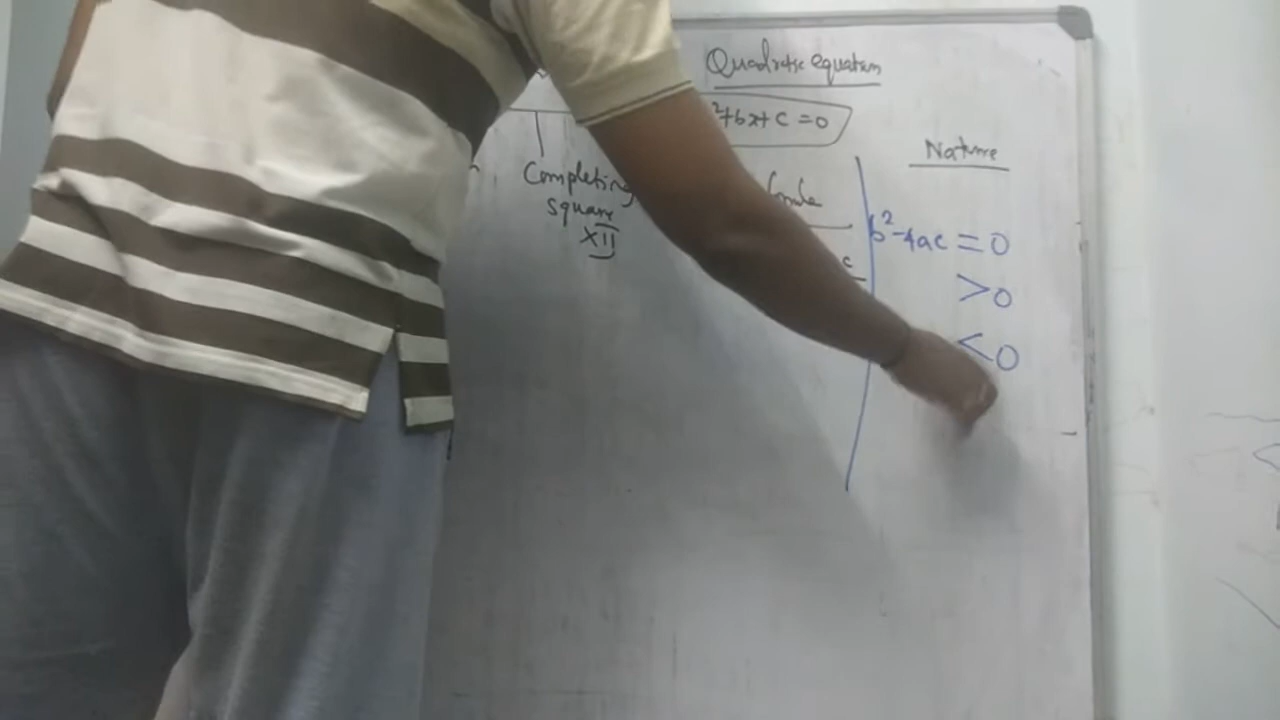 Quadratic equation
²+bx+c=0
Nature
Completing
square
XII
b²-4ac=0
>0
<0
c